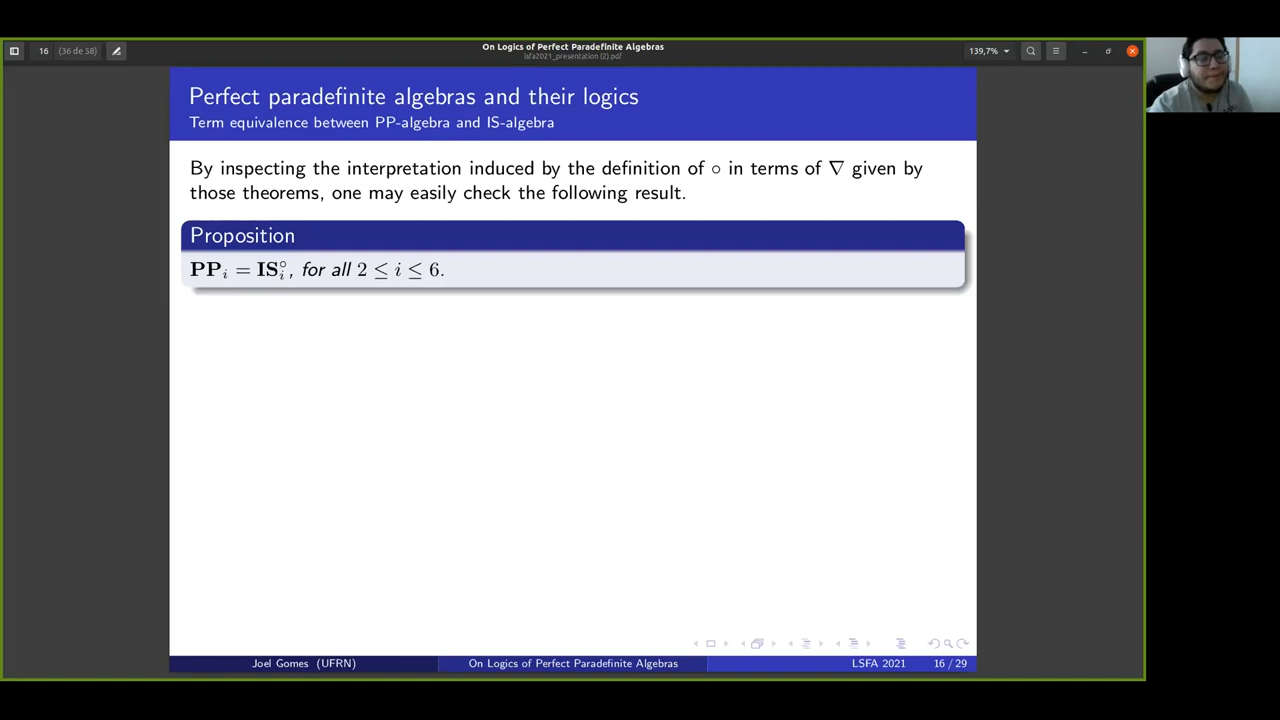 On Logics of Perfect Paradefinite Algebras
lsfa2021_presentation (2).pdf
16 (36 de 58)
139,7%
Perfect paradefinite algebras and their logics
Term equivalence between PP-algebra and IS-algebra
By inspecting the interpretation induced by the definition of ∘ in terms of ∇ given by
those theorems, one may easily check the following result.
Proposition
PPᵢ = ISᵢ°, for all 2 ≤ i ≤ 6.
Joel Gomes (UFRN) On Logics of Perfect Paradefinite Algebras LSFA 2021 16 / 29